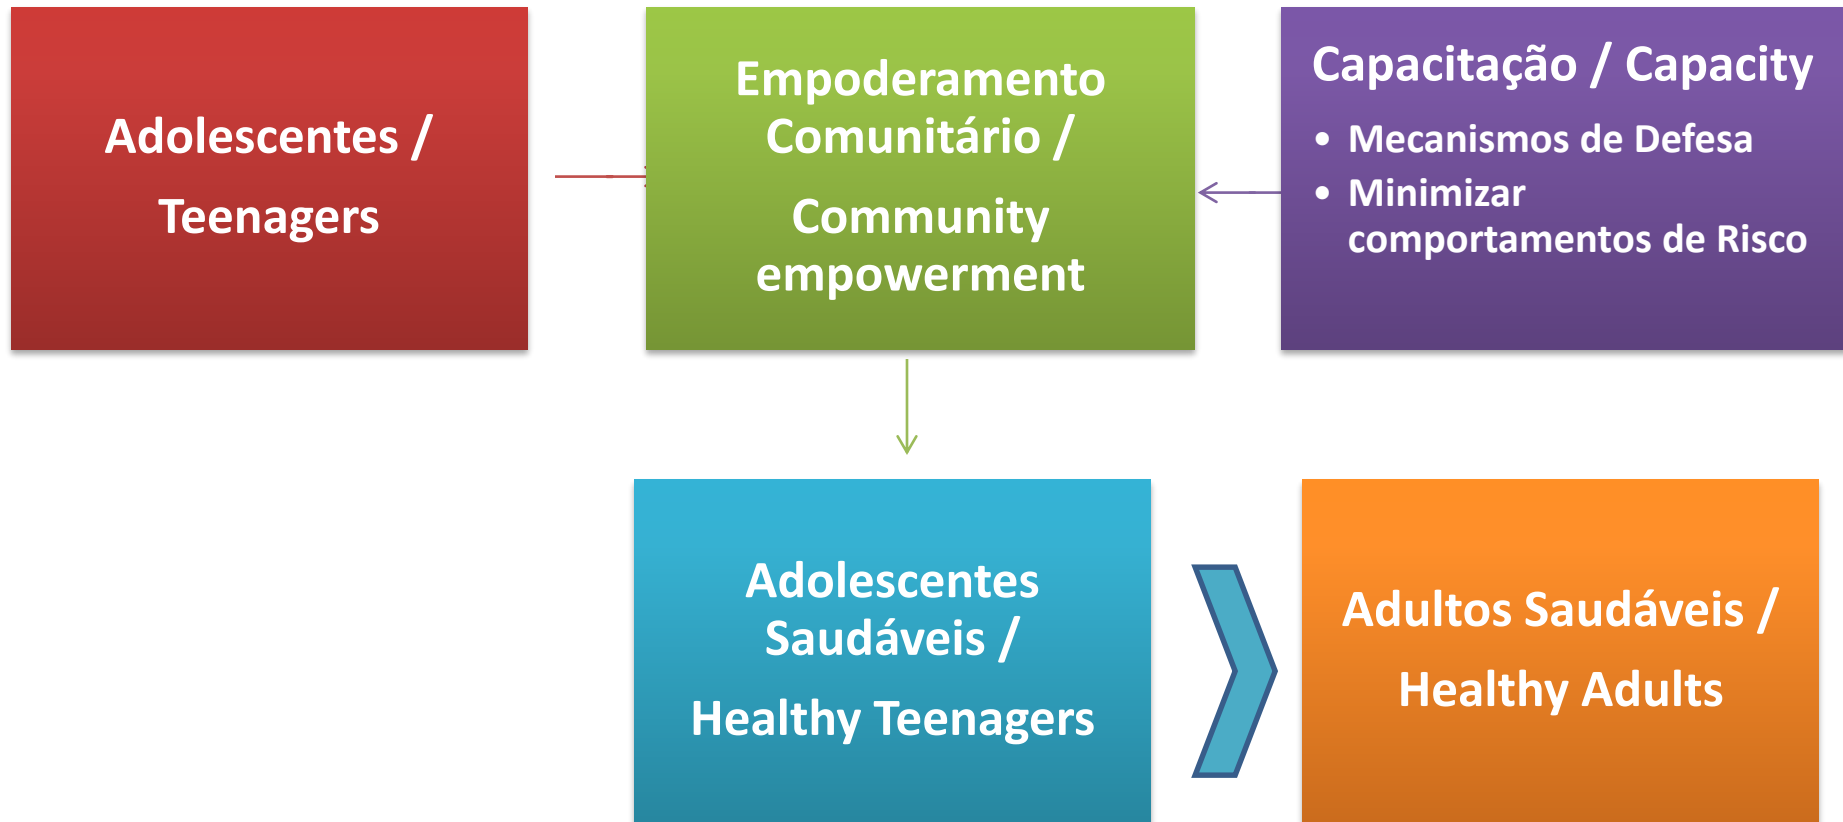 Adolescentes /
Teenagers
Empoderamento
Comunitário /
Community
empowerment
Capacitação / Capacity
• Mecanismos de Defesa
• Minimizar
comportamentos de Risco
Adolescentes
Saudáveis /
Healthy Teenagers
Adultos Saudáveis /
Healthy Adults